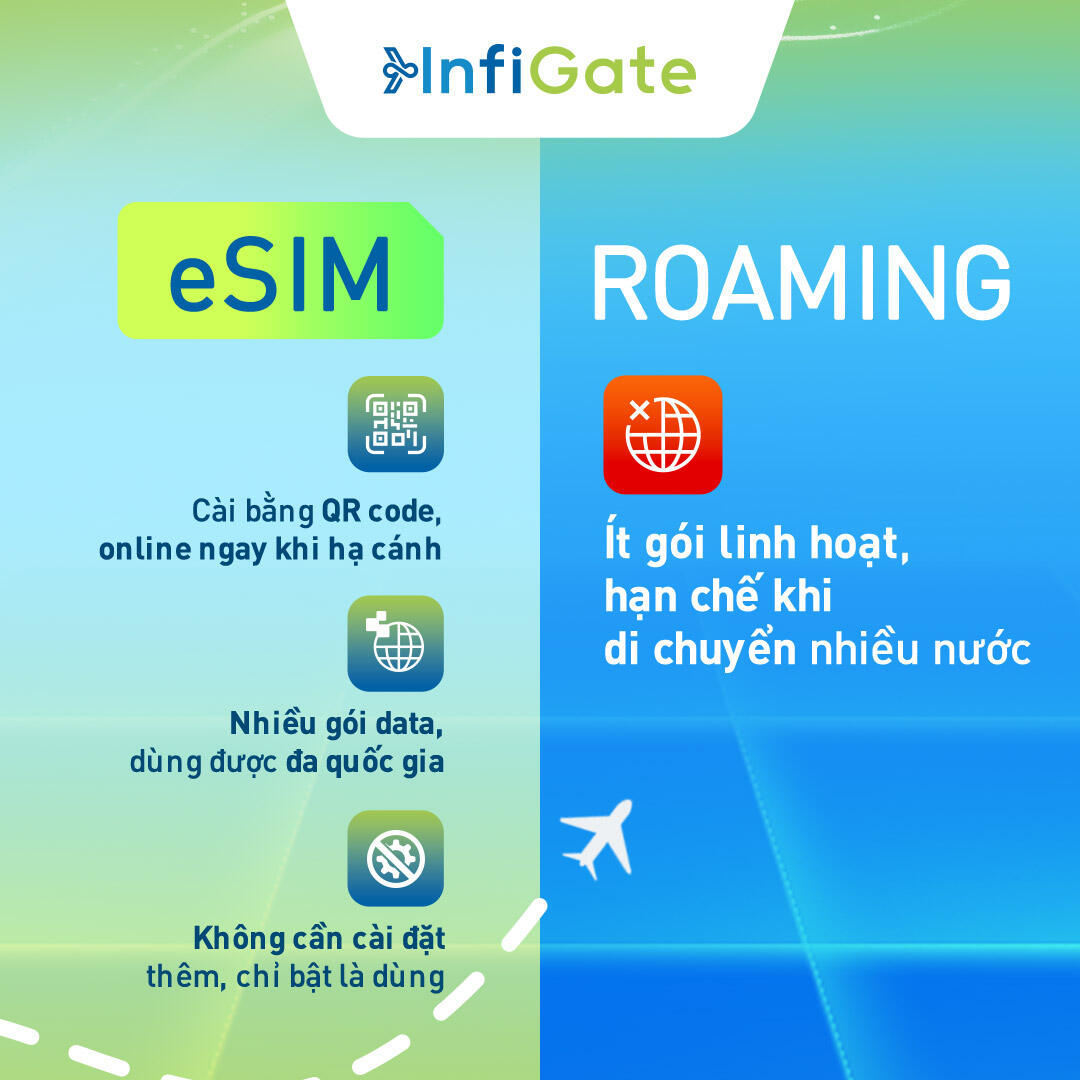 InfiGate
eSIM
Cài bằng QR code,
online ngay khi hạ cánh
Nhiều gói data,
dùng được đa quốc gia
Không cần cài đặt
thêm, chỉ bật là dùng
ROAMING
Ít gói linh hoạt,
hạn chế khi
di chuyển nhiều nước